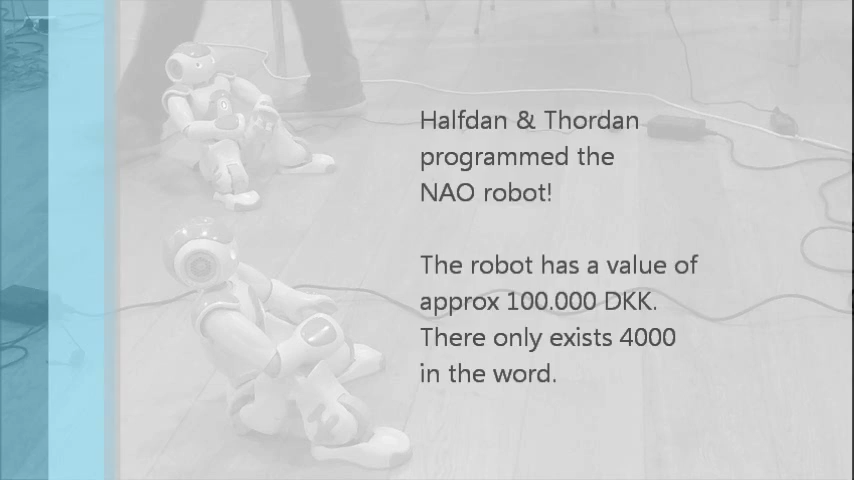 Halfdan & Thordan
programmed the
NAO robot!
The robot has a value of
approx 100.000 DKK.
There only exists 4000
in the word.